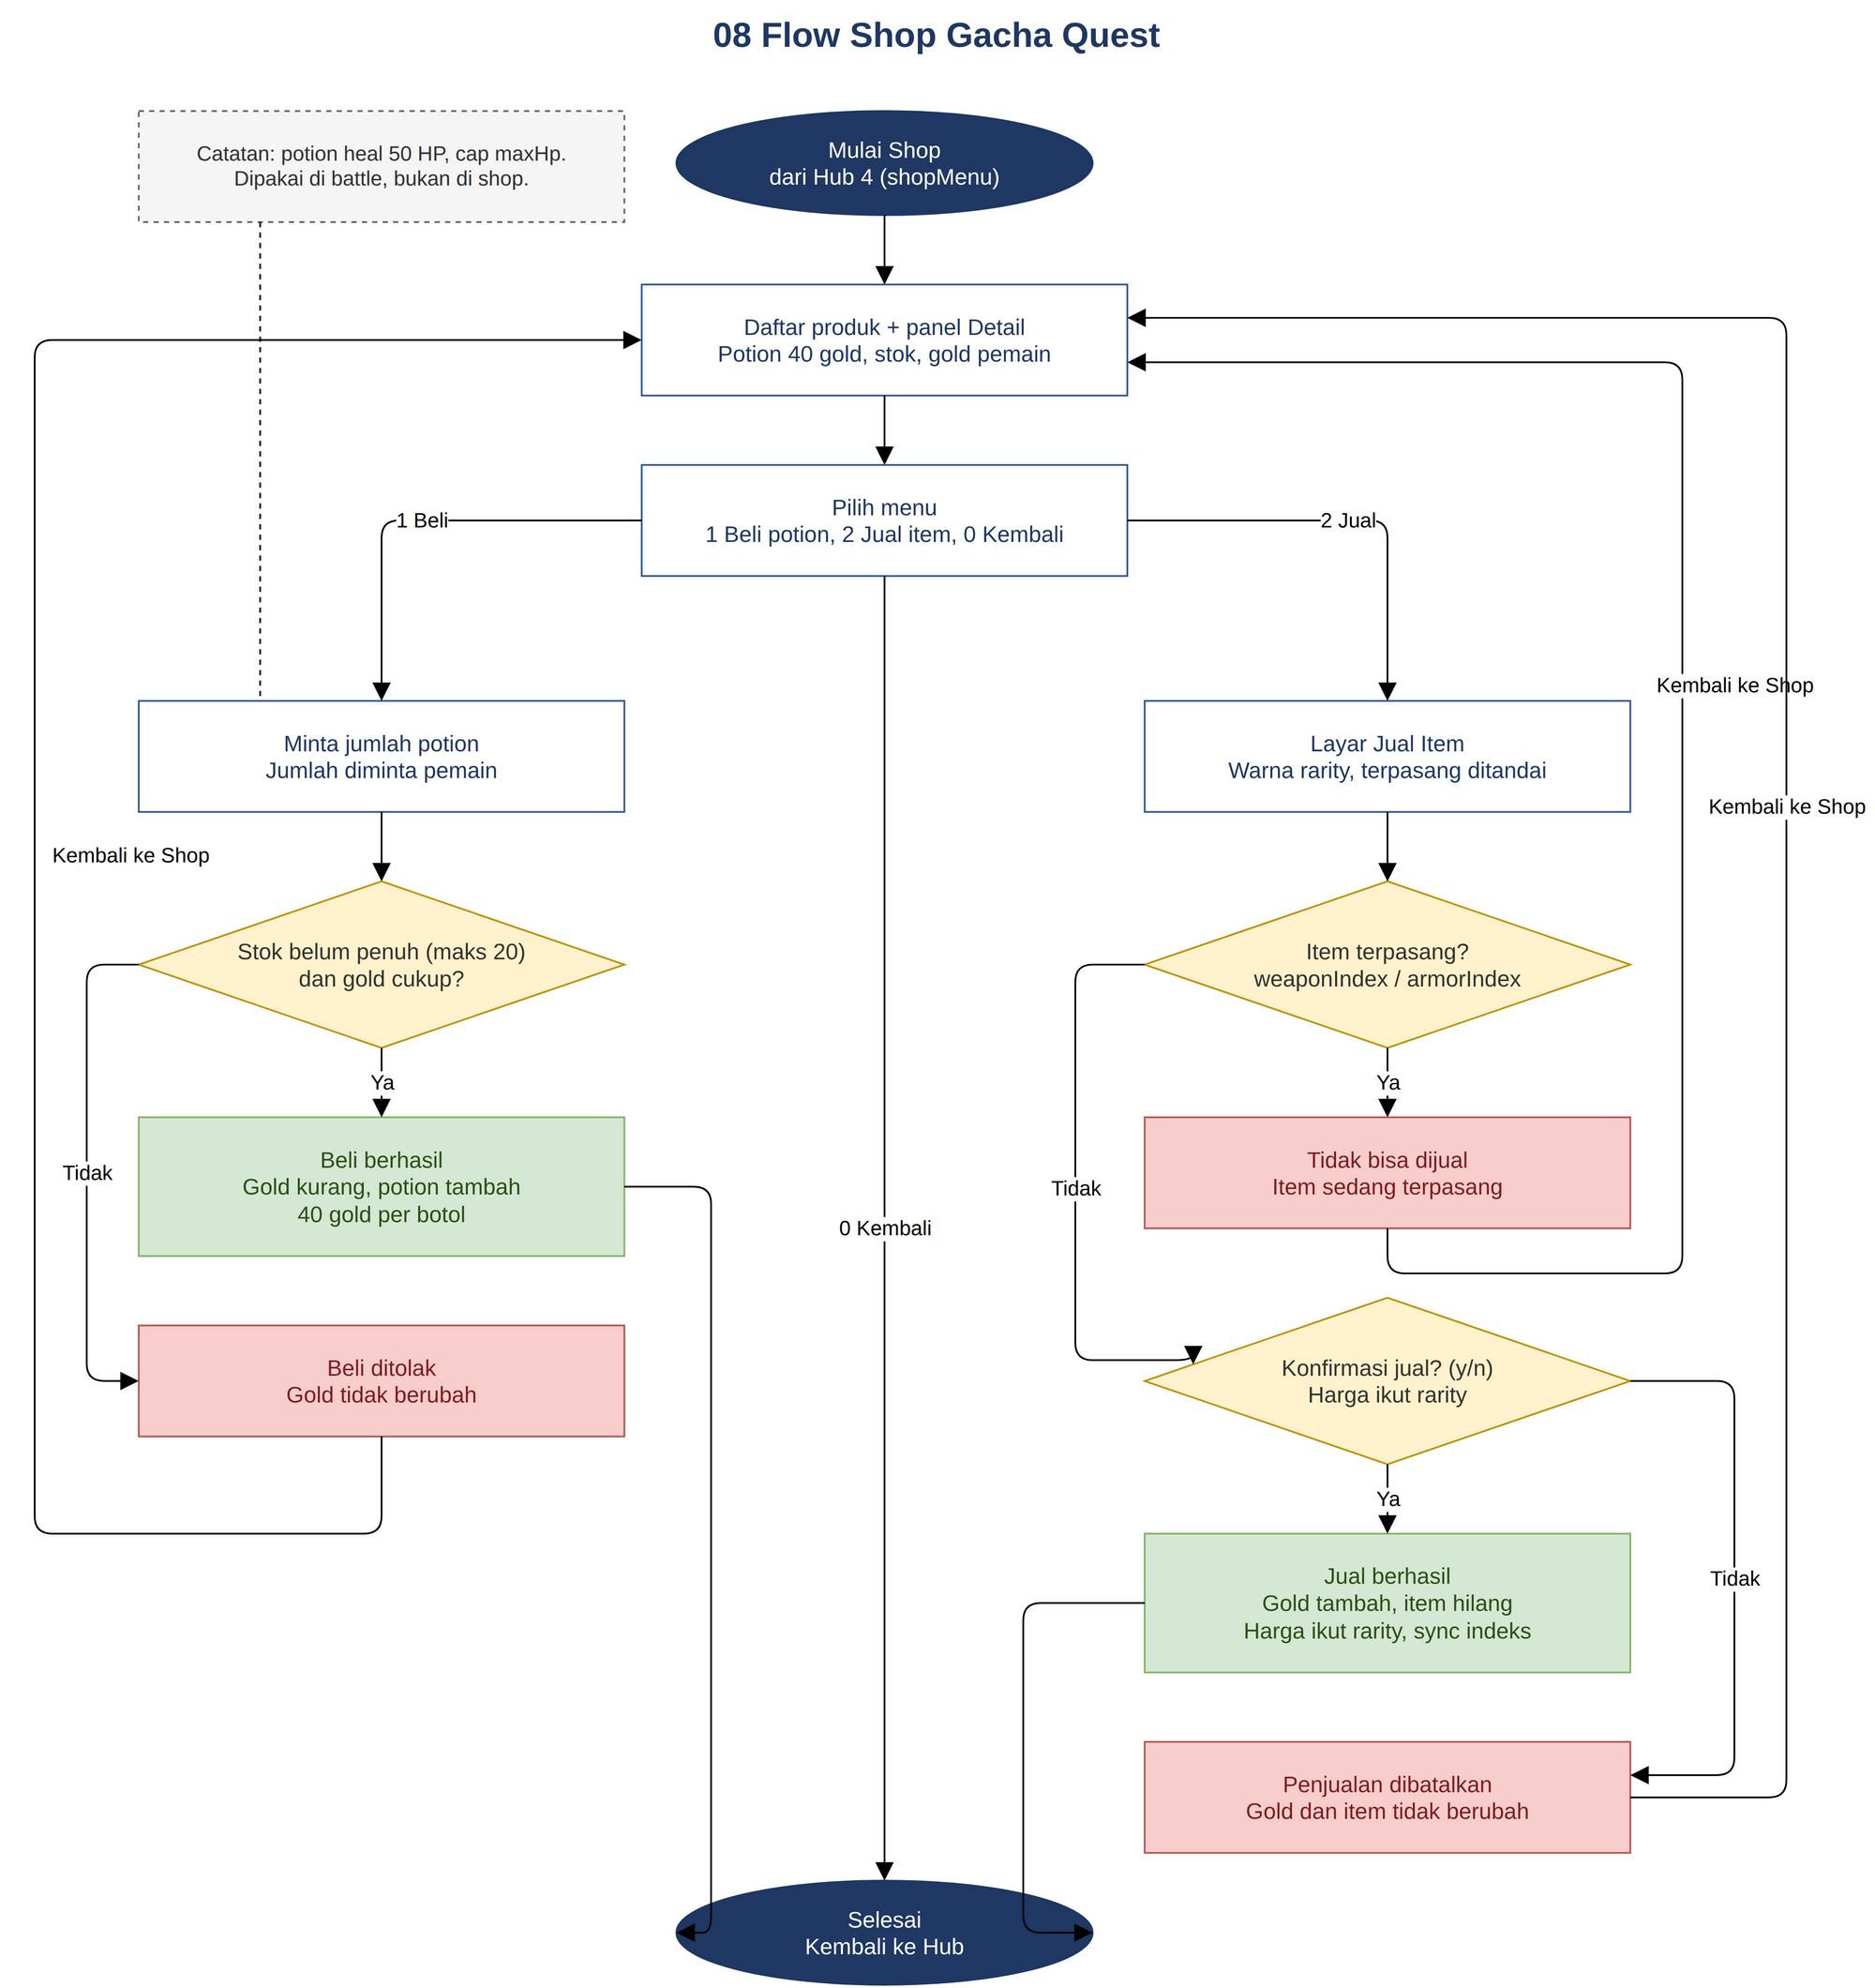 08 Flow Shop Gacha Quest
Catatan: potion heal 50 HP, cap maxHp.
Dipakai di battle, bukan di shop.
Mulai Shop
dari Hub 4 (shopMenu)
Daftar produk + panel Detail
Potion 40 gold, stok, gold pemain
Pilih menu
1 Beli potion, 2 Jual item, 0 Kembali
1 Beli
2 Jual
Kembali ke Shop
Minta jumlah potion
Jumlah diminta pemain
Layar Jual Item
Warna rarity, terpasang ditandai
Kembali ke Shop
Kembali ke Shop
Stok belum penuh (maks 20)
dan gold cukup?
Item terpasang?
weaponIndex / armorIndex
Ya
Ya
Tidak
Beli berhasil
Gold kurang, potion tambah
40 gold per botol
0 Kembali
Tidak
Tidak bisa dijual
Item sedang terpasang
Beli ditolak
Gold tidak berubah
Konfirmasi jual? (y/n)
Harga ikut rarity
Ya
Jual berhasil
Gold tambah, item hilang
Harga ikut rarity, sync indeks
Tidak
Penjualan dibatalkan
Gold dan item tidak berubah
Selesai
Kembali ke Hub